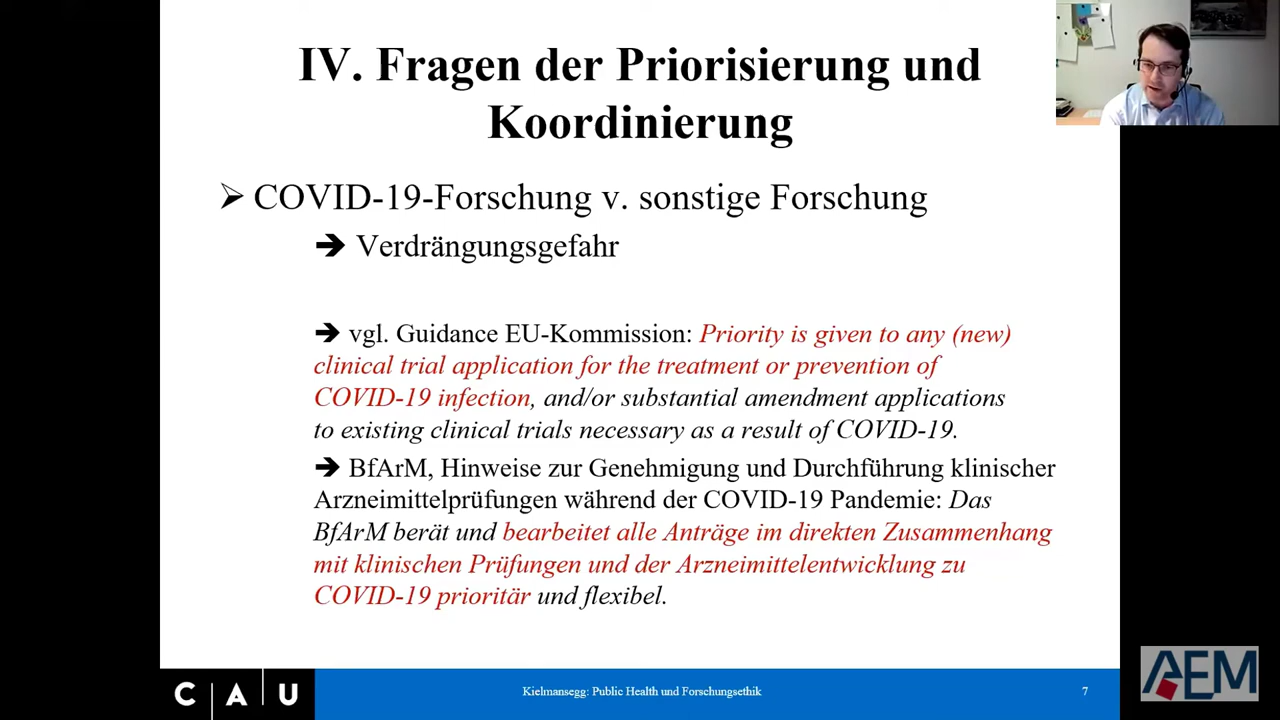 IV. Fragen der Priorisierung und
Koordinierung
➢ COVID-19-Forschung v. sonstige Forschung
➔ Verdrängungsgefahr
➔ vgl. Guidance EU-Kommission: Priority is given to any (new)
clinical trial application for the treatment or prevention of
COVID-19 infection, and/or substantial amendment applications
to existing clinical trials necessary as a result of COVID-19.
➔ BfArM, Hinweise zur Genehmigung und Durchführung klinischer
Arzneimittelprüfungen während der COVID-19 Pandemie: Das
BfArM berät und bearbeitet alle Anträge im direkten Zusammenhang
mit klinischen Prüfungen und der Arzneimittelentwicklung zu
COVID-19 prioritär und flexibel.
C A U
Kielmansegg: Public Health und Forschungsethik
7
AEM